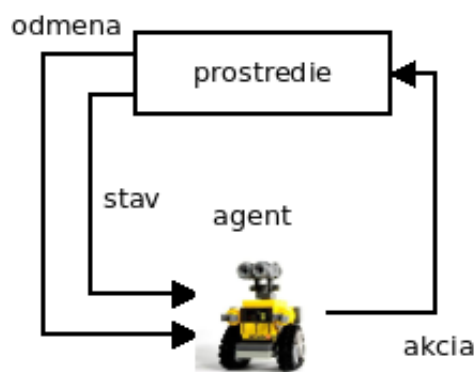 odmena
prostredie
stav
agent
akcia